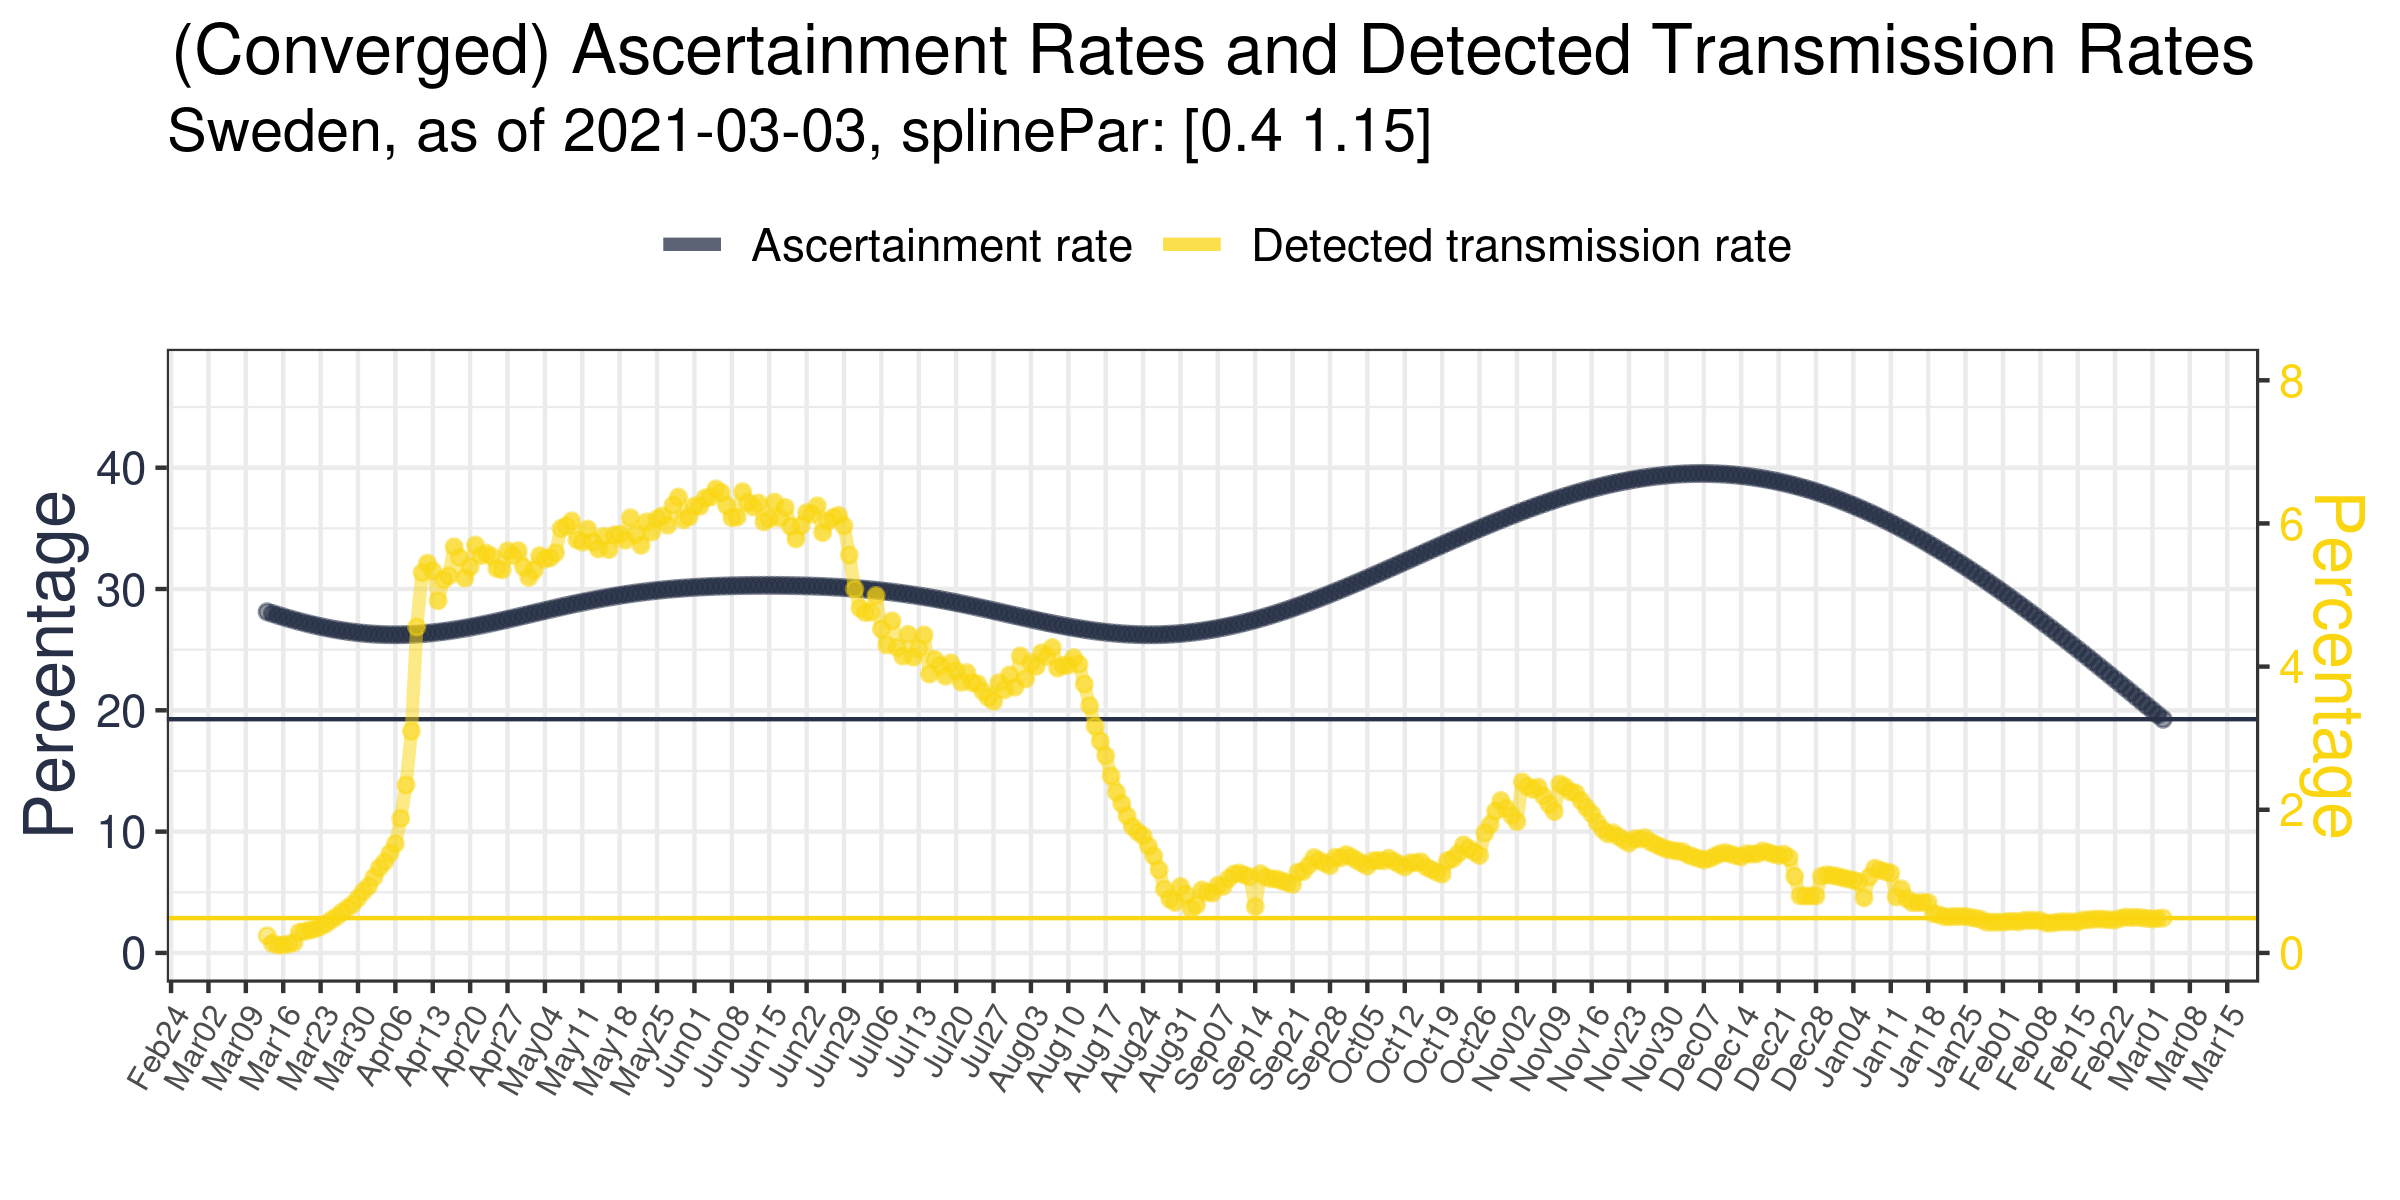 (Converged) Ascertainment Rates and Detected Transmission Rates
Sweden, as of 2021-03-03, splinePar: [0.4 1.15]
Ascertainment rate
Detected transmission rate
Percentage
40
30
20
10
0
8
6
4
2
0
Percentage
Feb24
Mar02
Mar09
Mar16
Mar23
Mar30
Apr06
Apr13
Apr20
Apr27
May04
May11
May18
May25
Jun01
Jun08
Jun15
Jun22
Jun29
Jul06
Jul13
Jul20
Jul27
Aug03
Aug10
Aug17
Aug24
Aug31
Sep07
Sep14
Sep21
Sep28
Oct05
Oct12
Oct19
Oct26
Nov02
Nov09
Nov16
Nov23
Nov30
Dec07
Dec14
Dec21
Dec28
Jan04
Jan11
Jan18
Jan25
Feb01
Feb08
Feb15
Feb22
Mar01
Mar08
Mar15